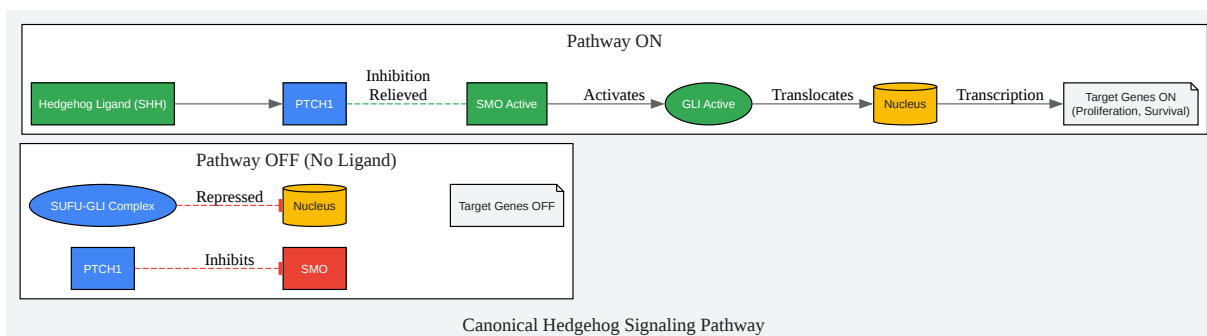 Pathway ON
Hedgehog Ligand (SHH)
PTCH1
Inhibition
Relieved
SMO Active
Activates
GLI Active
Translocates
Nucleus
Transcription
Target Genes ON
(Proliferation, Survival)
Pathway OFF (No Ligand)
SUFU-GLI Complex
Repressed
Nucleus
Target Genes OFF
PTCH1
Inhibits
SMO
Canonical Hedgehog Signaling Pathway